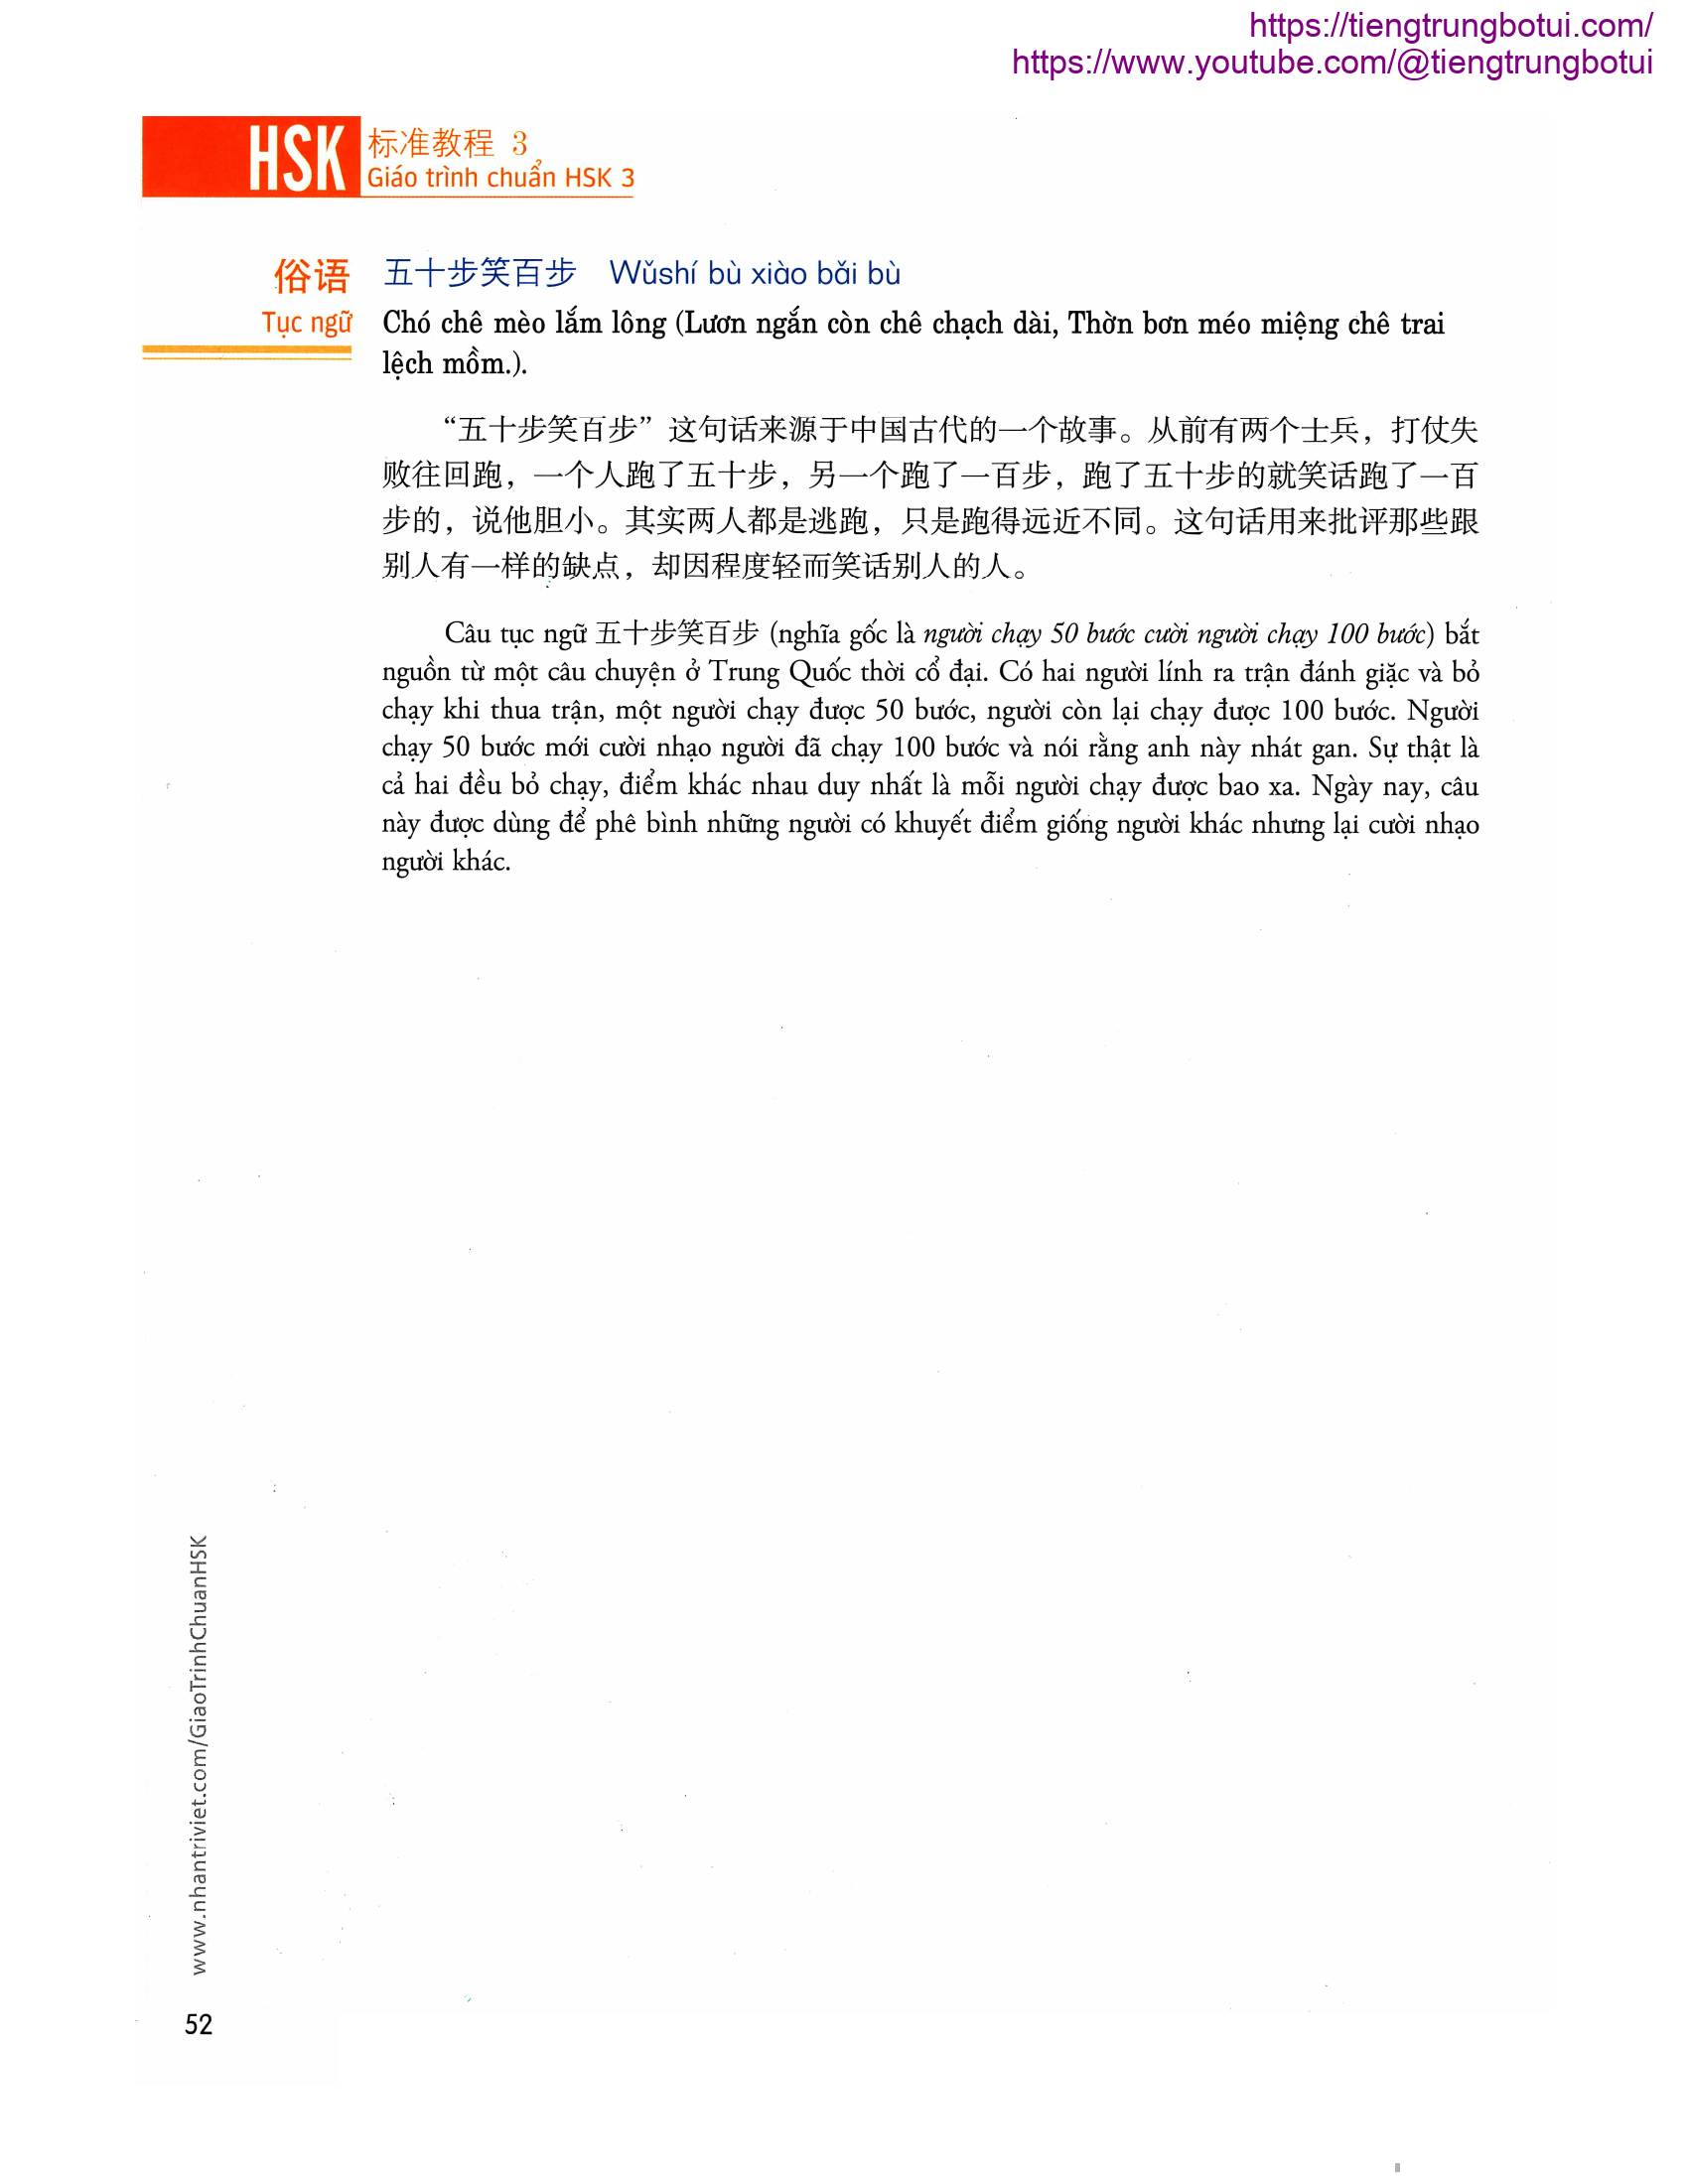 https://tiengtrungbotui.com/
https://www.youtube.com/@tiengtrungbotui
HSK 标准教程 3
Giáo trình chuẩn HSK 3
俗语 五十步笑百步 Wǔshí bù xiào bǎi bù
Tục ngữ Chó chê mèo lắm lông (Lươn ngắn còn chê chạch dài, Thờn bơn méo miệng chê trai
lệch mồm.).
“五十步笑百步”这句话来源于中国古代的一个故事。从前有两个士兵，打仗失
败往回跑，一个人跑了五十步，另一个跑了一百步，跑了五十步的就笑话跑了一百
步的，说他胆小。其实两人都是逃跑，只是跑得远近不同。这句话用来批评那些跟
别人有一样的缺点，却因程度轻而笑话别人的人。
Câu tục ngữ 五十步笑百步 (nghĩa gốc là người chạy 50 bước cười người chạy 100 bước) bắt
nguồn từ một câu chuyện ở Trung Quốc thời cổ đại. Có hai người lính ra trận đánh giặc và bỏ
chạy khi thua trận, một người chạy được 50 bước, người còn lại chạy được 100 bước. Người
chạy 50 bước mới cười nhạo người đã chạy 100 bước và nói rằng anh này nhát gan. Sự thật là
cả hai đều bỏ chạy, điểm khác nhau duy nhất là mỗi người chạy được bao xa. Ngày nay, câu
này được dùng để phê bình những người có khuyết điểm giống người khác nhưng lại cười nhạo
người khác.
www.nhantriviet.com/GiaoTrinhChuanHSK
52